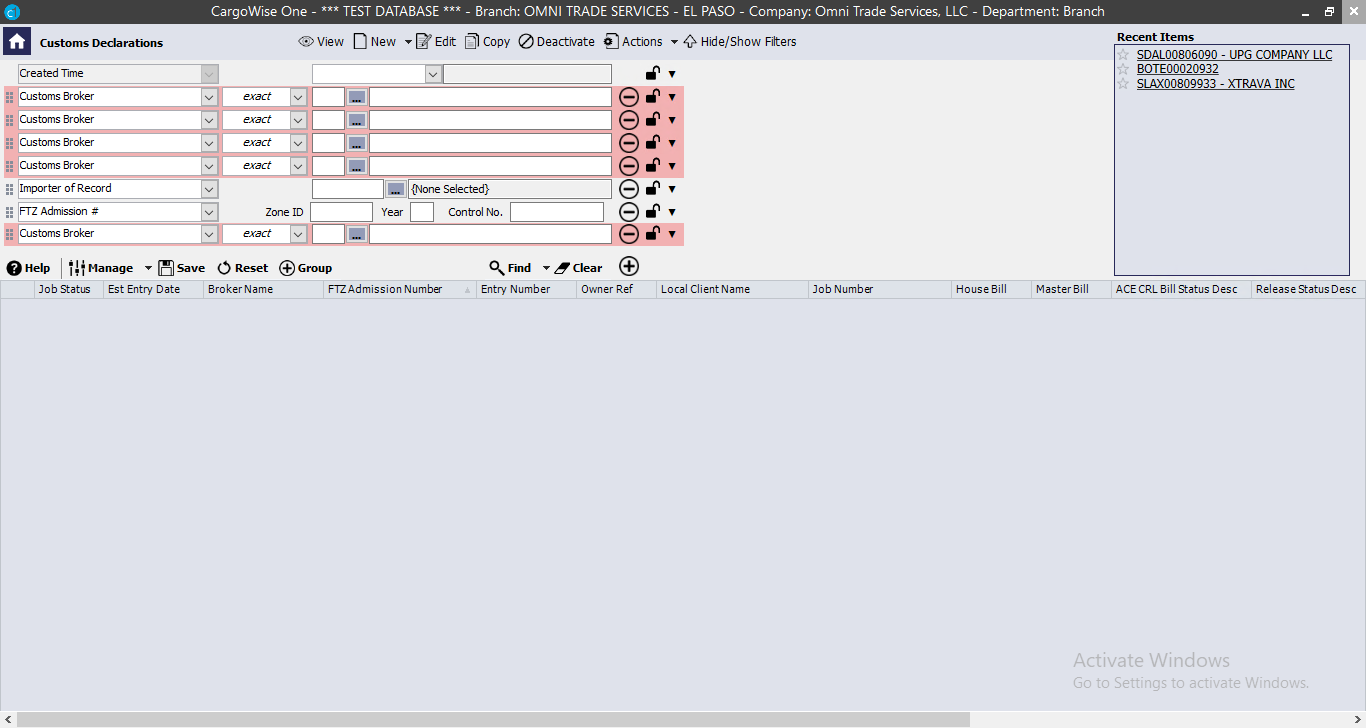 CargoWise One - *** TEST DATABASE *** - Branch: OMNI TRADE SERVICES - EL PASO - Company: Omni Trade Services, LLC - Department: Branch
Customs Declarations View New Edit Copy Deactivate Actions Hide/Show Filters
Recent Items
SDAL00806090 - UPG COMPANY LLC
BOTE00020932
SLAX00809933 - XTRAVA INC
Created Time
Customs Broker exact ...
Customs Broker exact ...
Customs Broker exact ...
Customs Broker exact ...
Importer of Record ... {None Selected}
FTZ Admission # Zone ID Year Control No.
Customs Broker exact ...
Help Manage Save Reset Group Find Clear
Job Status Est Entry Date Broker Name FTZ Admission Number Entry Number Owner Ref Local Client Name Job Number House Bill Master Bill ACE CRL Bill Status Desc Release Status Desc
Activate Windows
Go to Settings to activate Windows.